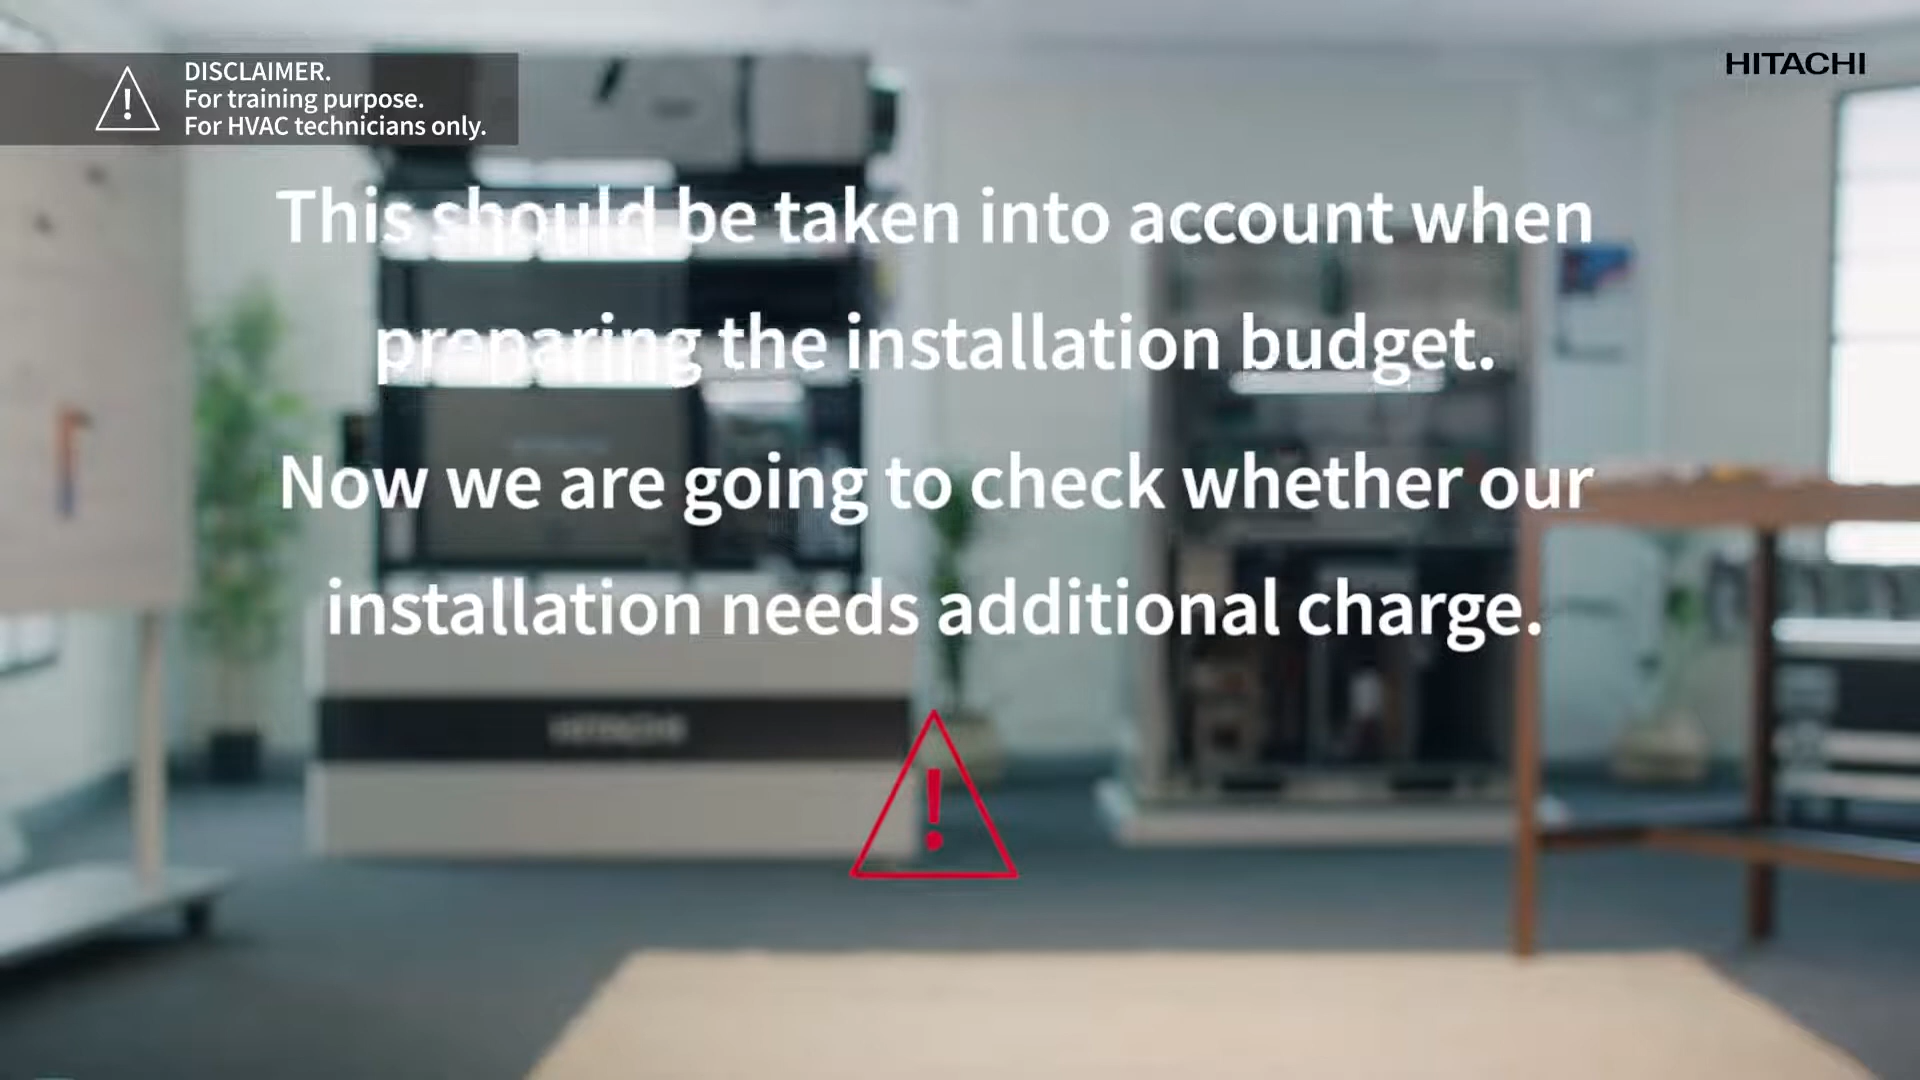 DISCLAIMER.
For training purpose.
For HVAC technicians only.
HITACHI
This should be taken into account when
preparing the installation budget.
Now we are going to check whether our
installation needs additional charge.
HITACHI